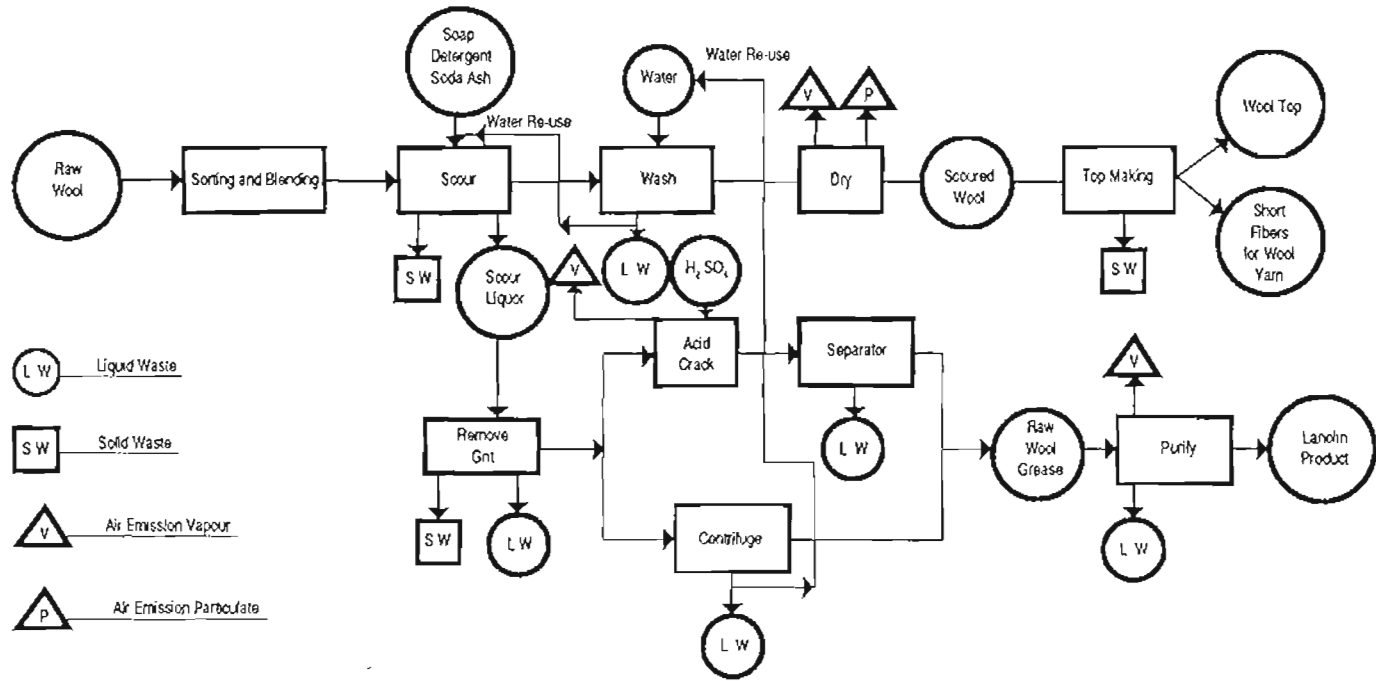 Soap
Detergent
Soda Ash
Water
Water Re-use
V
P
Wool Top
Water Re-use
Raw
Wool
Sorting and Blending
Scour
Wash
Dry
Scoured
Wool
Top Making
Short
Fibers
for Wool
Yarn
S W
Scour
Liquor
V
L W
H2 SO4
S W
Acid
Crack
Separator
V
L W
Liquid Waste
Remove
Grit
L W
Raw
Wool
Grease
Purify
Lanolin
Product
S W
Solid Waste
S W
L W
Centrifuge
L W
V
Air Emission Vapour
P
Air Emission Particulate
L W